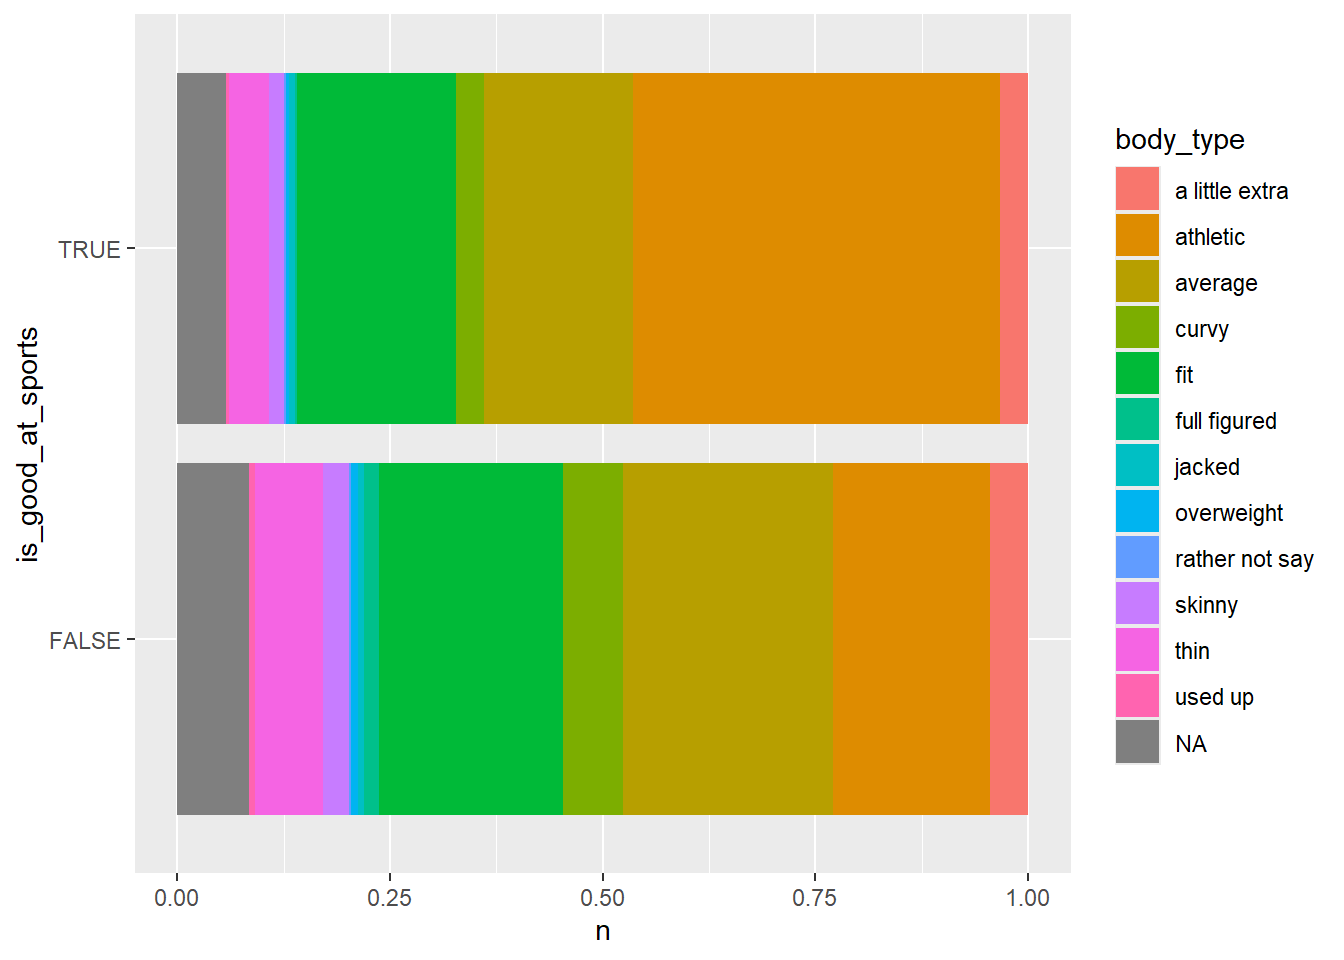 is_good_at_sports
TRUE
FALSE
0.00
0.25
0.50
0.75
1.00
n
body_type
a little extra
athletic
average
curvy
fit
full figured
jacked
overweight
rather not say
skinny
thin
used up
NA